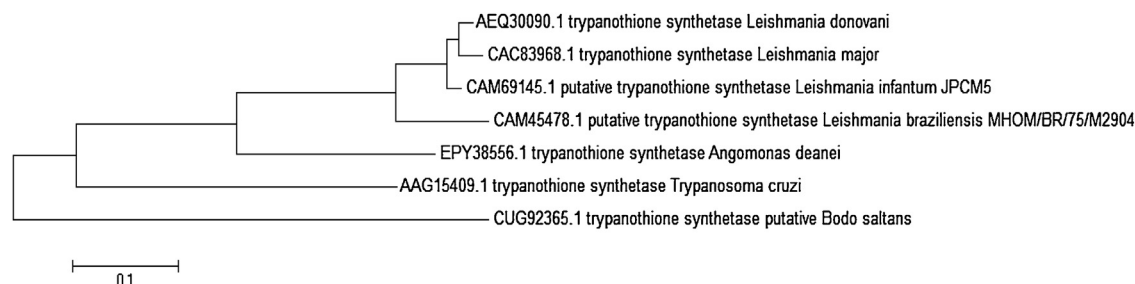 AEQ30090.1 trypanothione synthetase Leishmania donovani
CAC83968.1 trypanothione synthetase Leishmania major
CAM69145.1 putative trypanothione synthetase Leishmania infantum JPCM5
CAM45478.1 putative trypanothione synthetase Leishmania braziliensis MHOM/BR/75/M2904
EPY38556.1 trypanothione synthetase Angomonas deanei
AAG15409.1 trypanothione synthetase Trypanosoma cruzi
CUG92365.1 trypanothione synthetase putative Bodo saltans
0.1